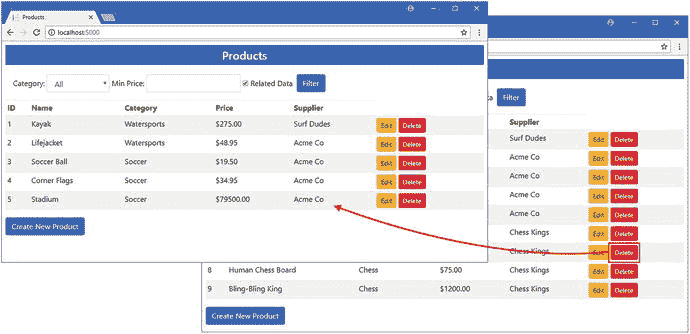 Products
localhost:5000
Products
Category: All Min Price: Related Data Filter
ID Name Category Price Supplier
1 Kayak Watersports $275.00 Surf Dudes Edit Delete
2 Lifejacket Watersports $48.95 Acme Co Edit Delete
3 Soccer Ball Soccer $19.50 Acme Co Edit Delete
4 Corner Flags Soccer $34.95 Acme Co Edit Delete
5 Stadium Soccer $79500.00 Acme Co Edit Delete
Create New Product
Filter
Supplier
Surf Dudes Edit Delete
Acme Co Edit Delete
Acme Co Edit Delete
Acme Co Edit Delete
Acme Co Edit Delete
Chess Kings Edit Delete
Chess Kings Edit Delete
8 Human Chess Board Chess $75.00 Chess Kings Edit Delete
9 Bling-Bling King Chess $1200.00 Chess Kings Edit Delete
Create New Product